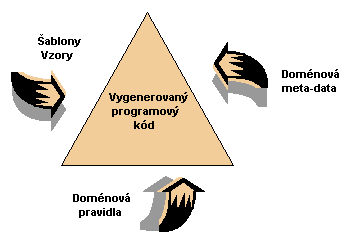 Šablony
Vzory
Doménová
meta-data
Vygenerovaný
programový
kód
Doménová
pravidla